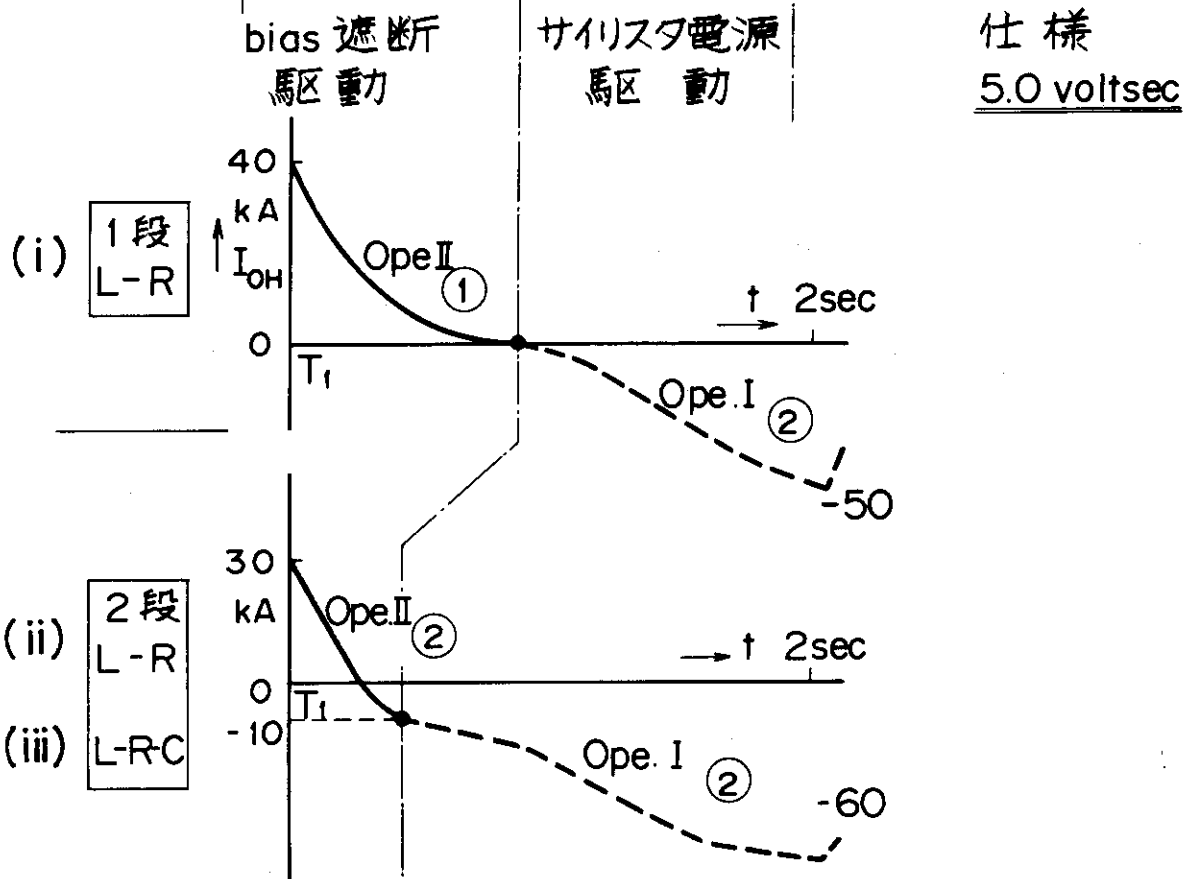 bias 遮断
駆動
サイリスタ電源
駆 動
仕 様
5.0 voltsec
(i)
1段
L-R
40
kA
I_OH
0
T₁
Ope II ①
→ t 2sec
Ope. I ②
-50
(ii)
(iii)
2段
L-R
L-R-C
30
kA
0
-10
T₁
Ope.II ②
→ t 2sec
Ope. I ②
-60